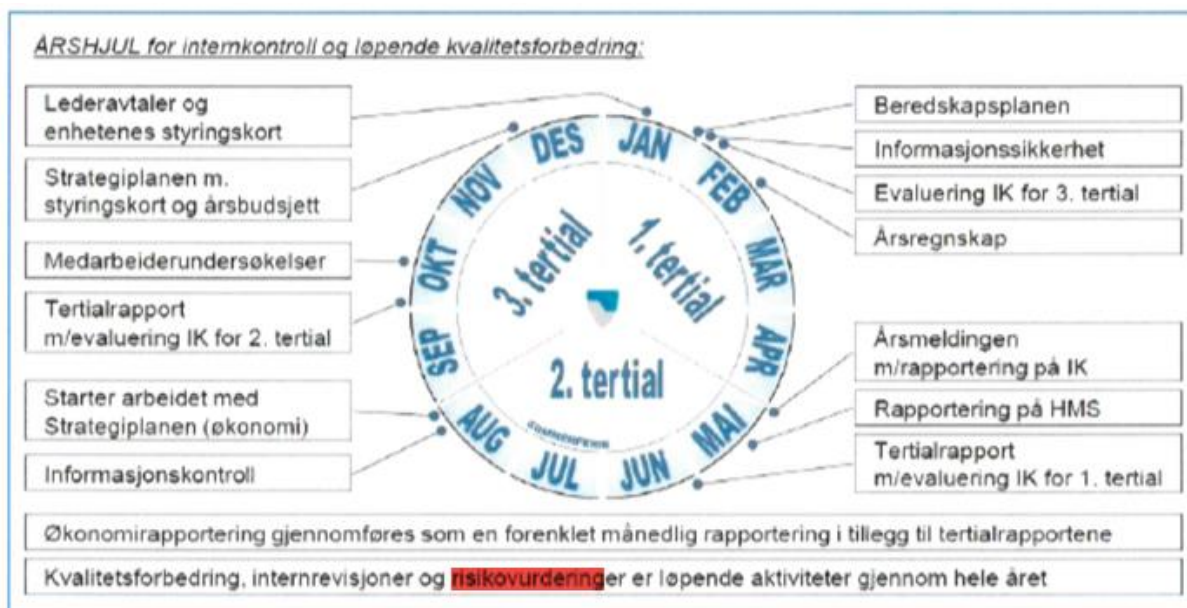 ÅRSHJUL for internkontroll og løpende kvalitetsforbedring:
Lederavtaler og
enhetenes styringskort
Strategiplanen m.
styringskort og årsbudsjett
Medarbeiderundersøkelser
Tertialrapport
m/evaluering IK for 2. tertial
Starter arbeidet med
Strategiplanen (økonomi)
Informasjonskontroll
JAN
FEB
MAR
APR
MAI
JUN
JUL
AUG
SEP
OKT
NOV
DES
1. tertial
2. tertial
3. tertial
Beredskapsplanen
Informasjonssikkerhet
Evaluering IK for 3. tertial
Årsregnskap
Årsmeldingen
m/rapportering på IK
Rapportering på HMS
Tertialrapport
m/evaluering IK for 1. tertial
Økonomirapportering gjennomføres som en forenklet månedlig rapportering i tillegg til tertialrapportene
Kvalitetsforbedring, internrevisjoner og risikovurderinger er løpende aktiviteter gjennom hele året